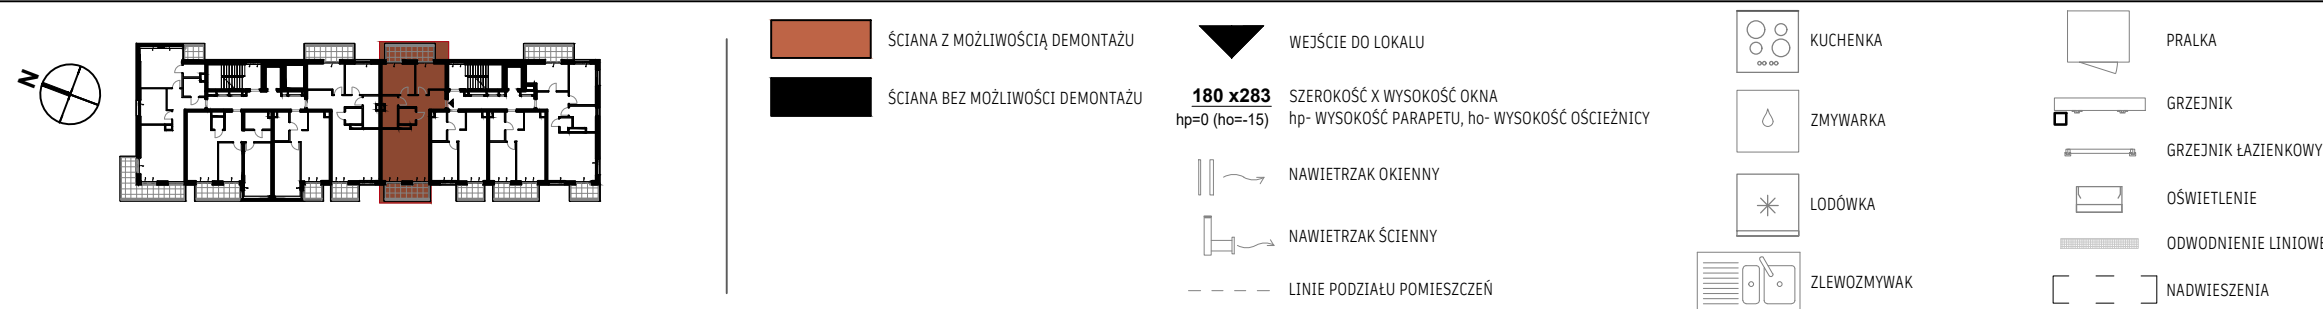 N
ŚCIANA Z MOŻLIWOŚCIĄ DEMONTAŻU
ŚCIANA BEZ MOŻLIWOŚCI DEMONTAŻU
WEJŚCIE DO LOKALU
180 x283 SZEROKOŚĆ X WYSOKOŚĆ OKNA
hp=0 (ho=-15) hp- WYSOKOŚĆ PARAPETU, ho- WYSOKOŚĆ OŚCIEŻNICY
NAWIETRZAK OKIENNY
NAWIETRZAK ŚCIENNY
LINIE PODZIAŁU POMIESZCZEŃ
KUCHENKA
ZMYWARKA
LODÓWKA
ZLEWOZMYWAK
PRALKA
GRZEJNIK
GRZEJNIK ŁAZIENKOWY
OŚWIETLENIE
ODWODNIENIE LINIOWE
NADWIESZENIA